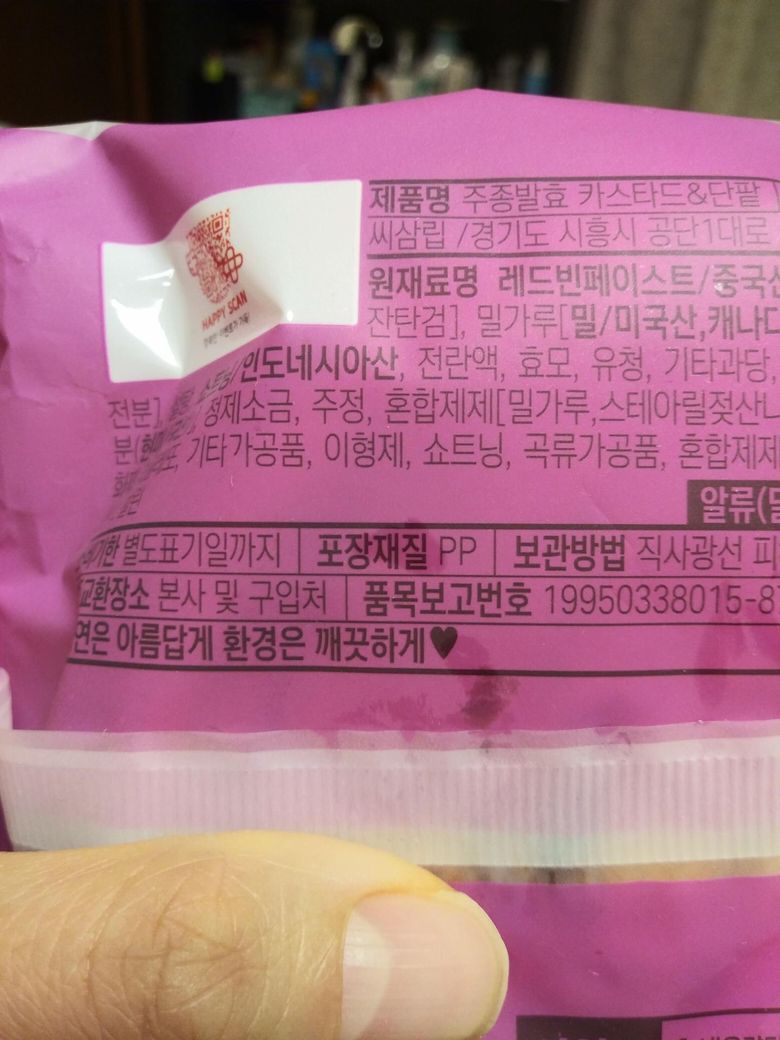 HAPPY SCAN
제품명 주종발효 카스타드&단팥
씨삼립 /경기도 시흥시 공단1대로
원재료명 레드빈페이스트/중국산
잔탄검], 밀가루[밀/미국산,캐나다
쇼트닝/인도네시아산, 전란액, 효모, 유청, 기타과당,
전분], 정제소금, 주정, 혼합제제[밀가루,스테아릴젖산나
기타가공품, 이형제, 쇼트닝, 곡류가공품, 혼합제제
알류(달
별도표기일까지 포장재질 PP 보관방법 직사광선 피
교환장소 본사 및 구입처 품목보고번호 19950338015-8
연은 아름답게 환경은 깨끗하게♥